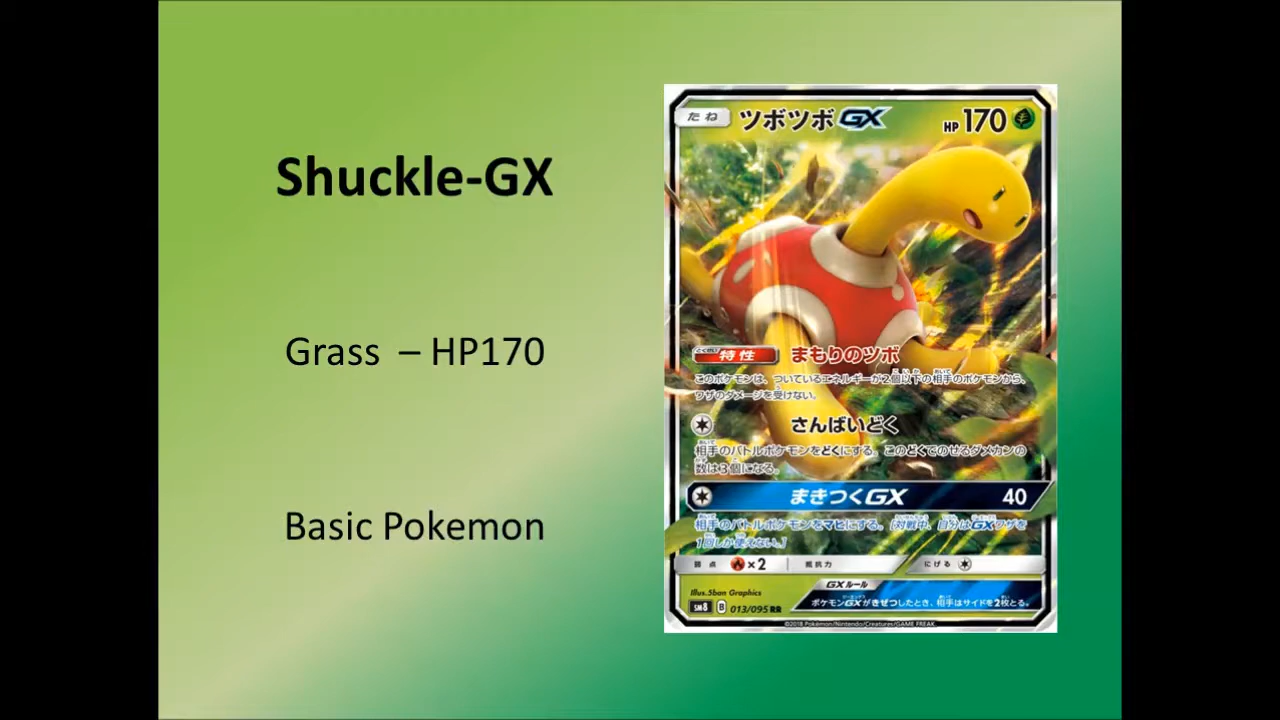 Shuckle-GX
Grass – HP170
Basic Pokemon
たね ツボツボGX HP 170
特性 まもりのツボ
このポケモンは、ついているエネルギーが2個以下の相手のポケモンから、
ワザのダメージを受けない。
さんばいどく
相手のバトルポケモンをどくにする。このどくでのせるダメカンの
数は3個になる。
まきつくGX 40
相手のバトルポケモンをマヒにする。[対戦中、自分はGXワザを
1回しか使えない。]
弱点 ×2 抵抗力 にげる
GXルール
Illus.5ban Graphics
ポケモンGXがきぜつしたとき、相手はサイドを2枚とる。
SM8 B 013/095 RR
©2018 Pokémon/Nintendo/Creatures/GAME FREAK.